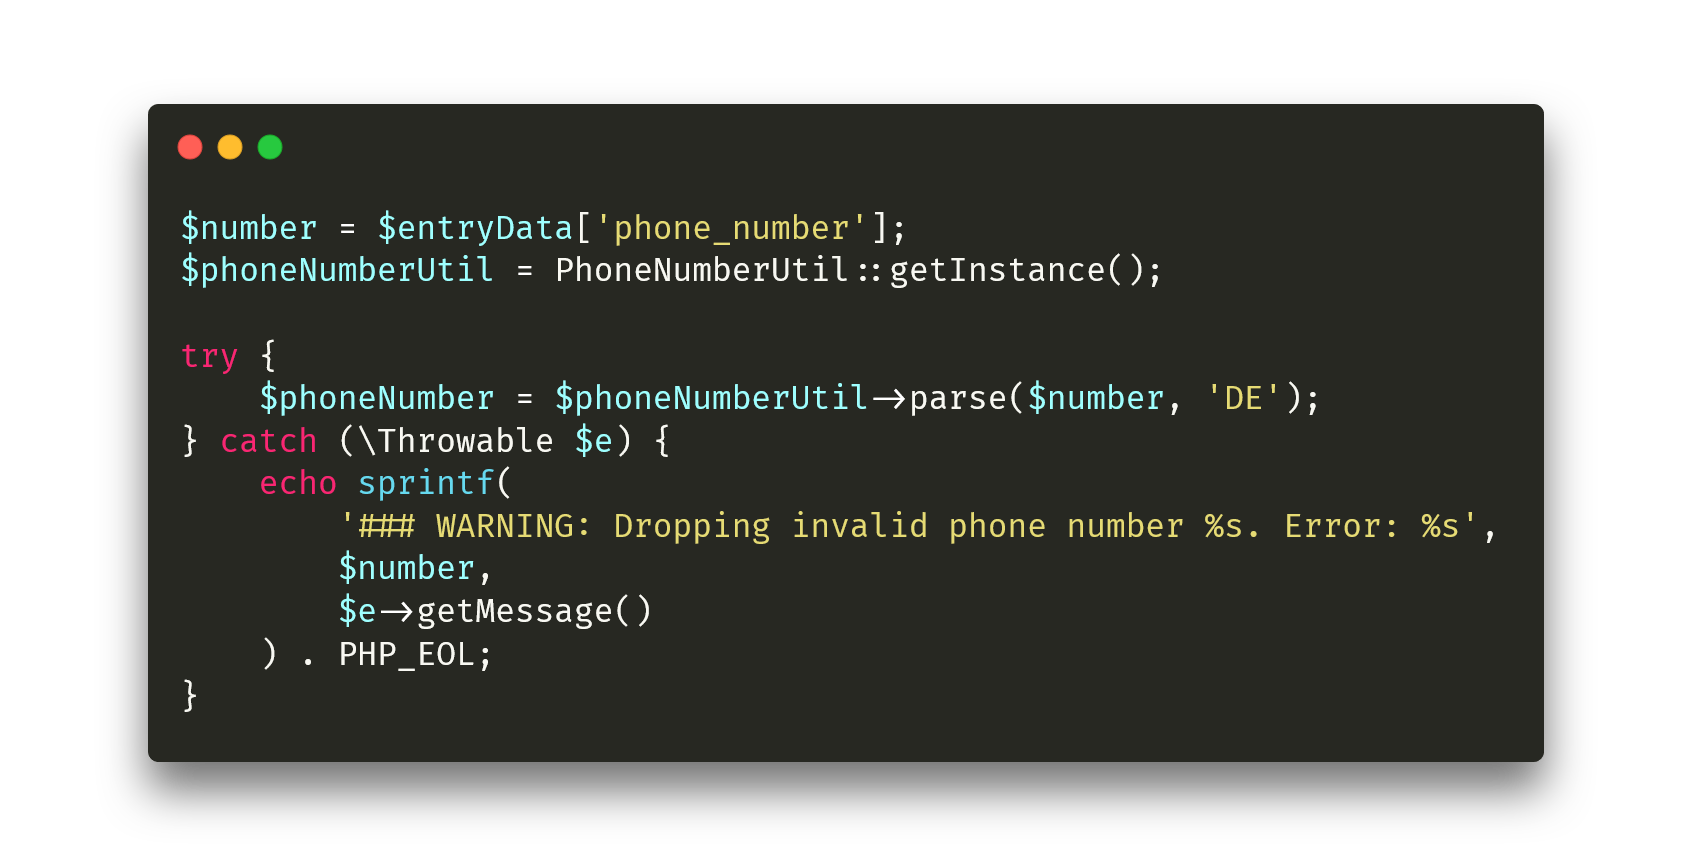 $number = $entryData['phone_number'];
$phoneNumberUtil = PhoneNumberUtil::getInstance();
try {
    $phoneNumber = $phoneNumberUtil->parse($number, 'DE');
} catch (\Throwable $e) {
    echo sprintf(
        '### WARNING: Dropping invalid phone number %s. Error: %s',
        $number,
        $e->getMessage()
    ) . PHP_EOL;
}